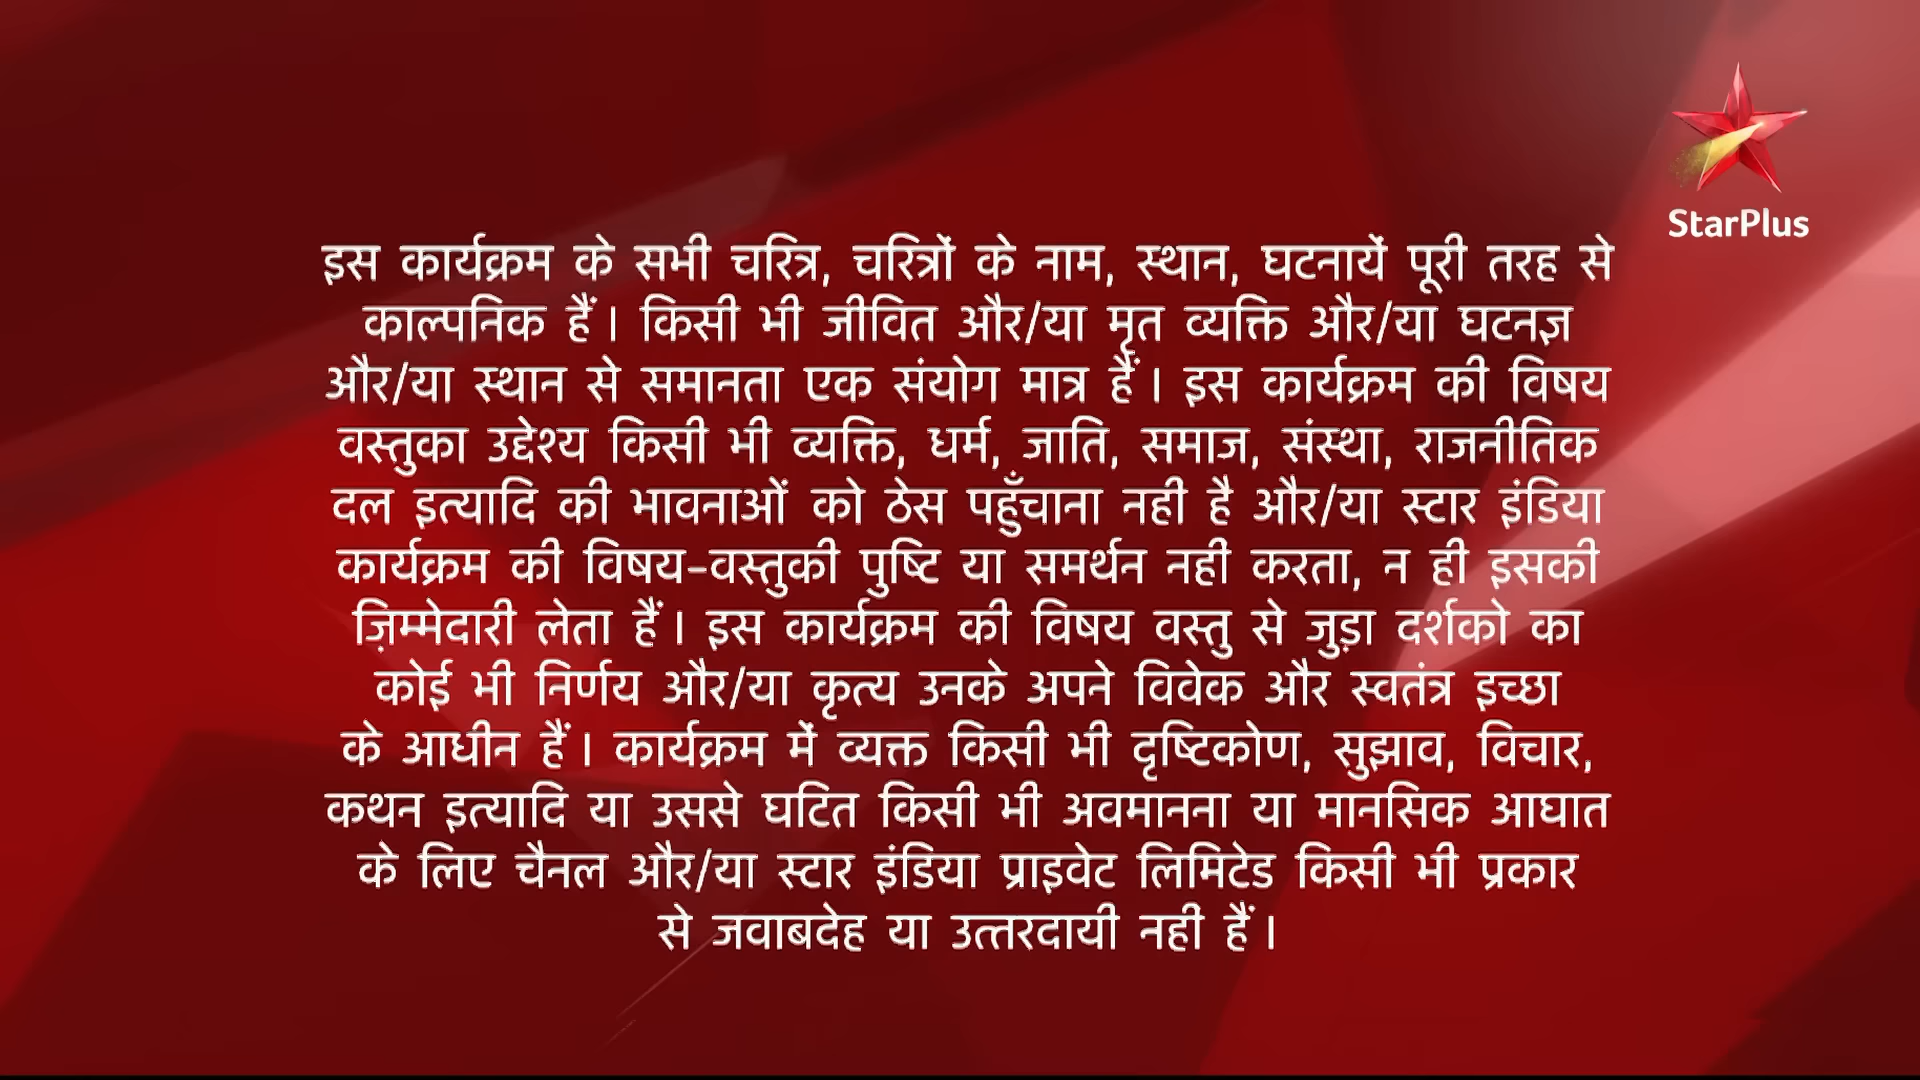 StarPlus
इस कार्यक्रम के सभी चरित्र, चरित्रों के नाम, स्थान, घटनायें पूरी तरह से
काल्पनिक हैं। किसी भी जीवित और/या मृत व्यक्ति और/या घटनज्ञ
और/या स्थान से समानता एक संयोग मात्र हैं। इस कार्यक्रम की विषय
वस्तुका उद्देश्य किसी भी व्यक्ति, धर्म, जाति, समाज, संस्था, राजनीतिक
दल इत्यादि की भावनाओं को ठेस पहुँचाना नही है और/या स्टार इंडिया
कार्यक्रम की विषय-वस्तुकी पुष्टि या समर्थन नही करता, न ही इसकी
ज़िम्मेदारी लेता हैं। इस कार्यक्रम की विषय वस्तु से जुड़ा दर्शको का
कोई भी निर्णय और/या कृत्य उनके अपने विवेक और स्वतंत्र इच्छा
के आधीन हैं। कार्यक्रम में व्यक्त किसी भी दृष्टिकोण, सुझाव, विचार,
कथन इत्यादि या उससे घटित किसी भी अवमानना या मानसिक आघात
के लिए चैनल और/या स्टार इंडिया प्राइवेट लिमिटेड किसी भी प्रकार
से जवाबदेह या उत्तरदायी नही हैं।